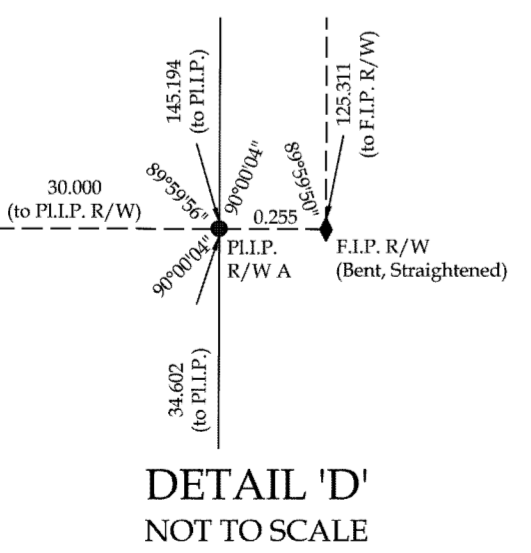 145.194
(to Pl.I.P.)
125.311
(to F.I.P. R/W)
89°59'56"
90°00'04"
89°59'50"
30.000
(to Pl.I.P. R/W)
0.255
90°00'04"
Pl.I.P.
R/W A
F.I.P. R/W
(Bent, Straightened)
34.602
(to Pl.I.P.)
DETAIL 'D'
NOT TO SCALE